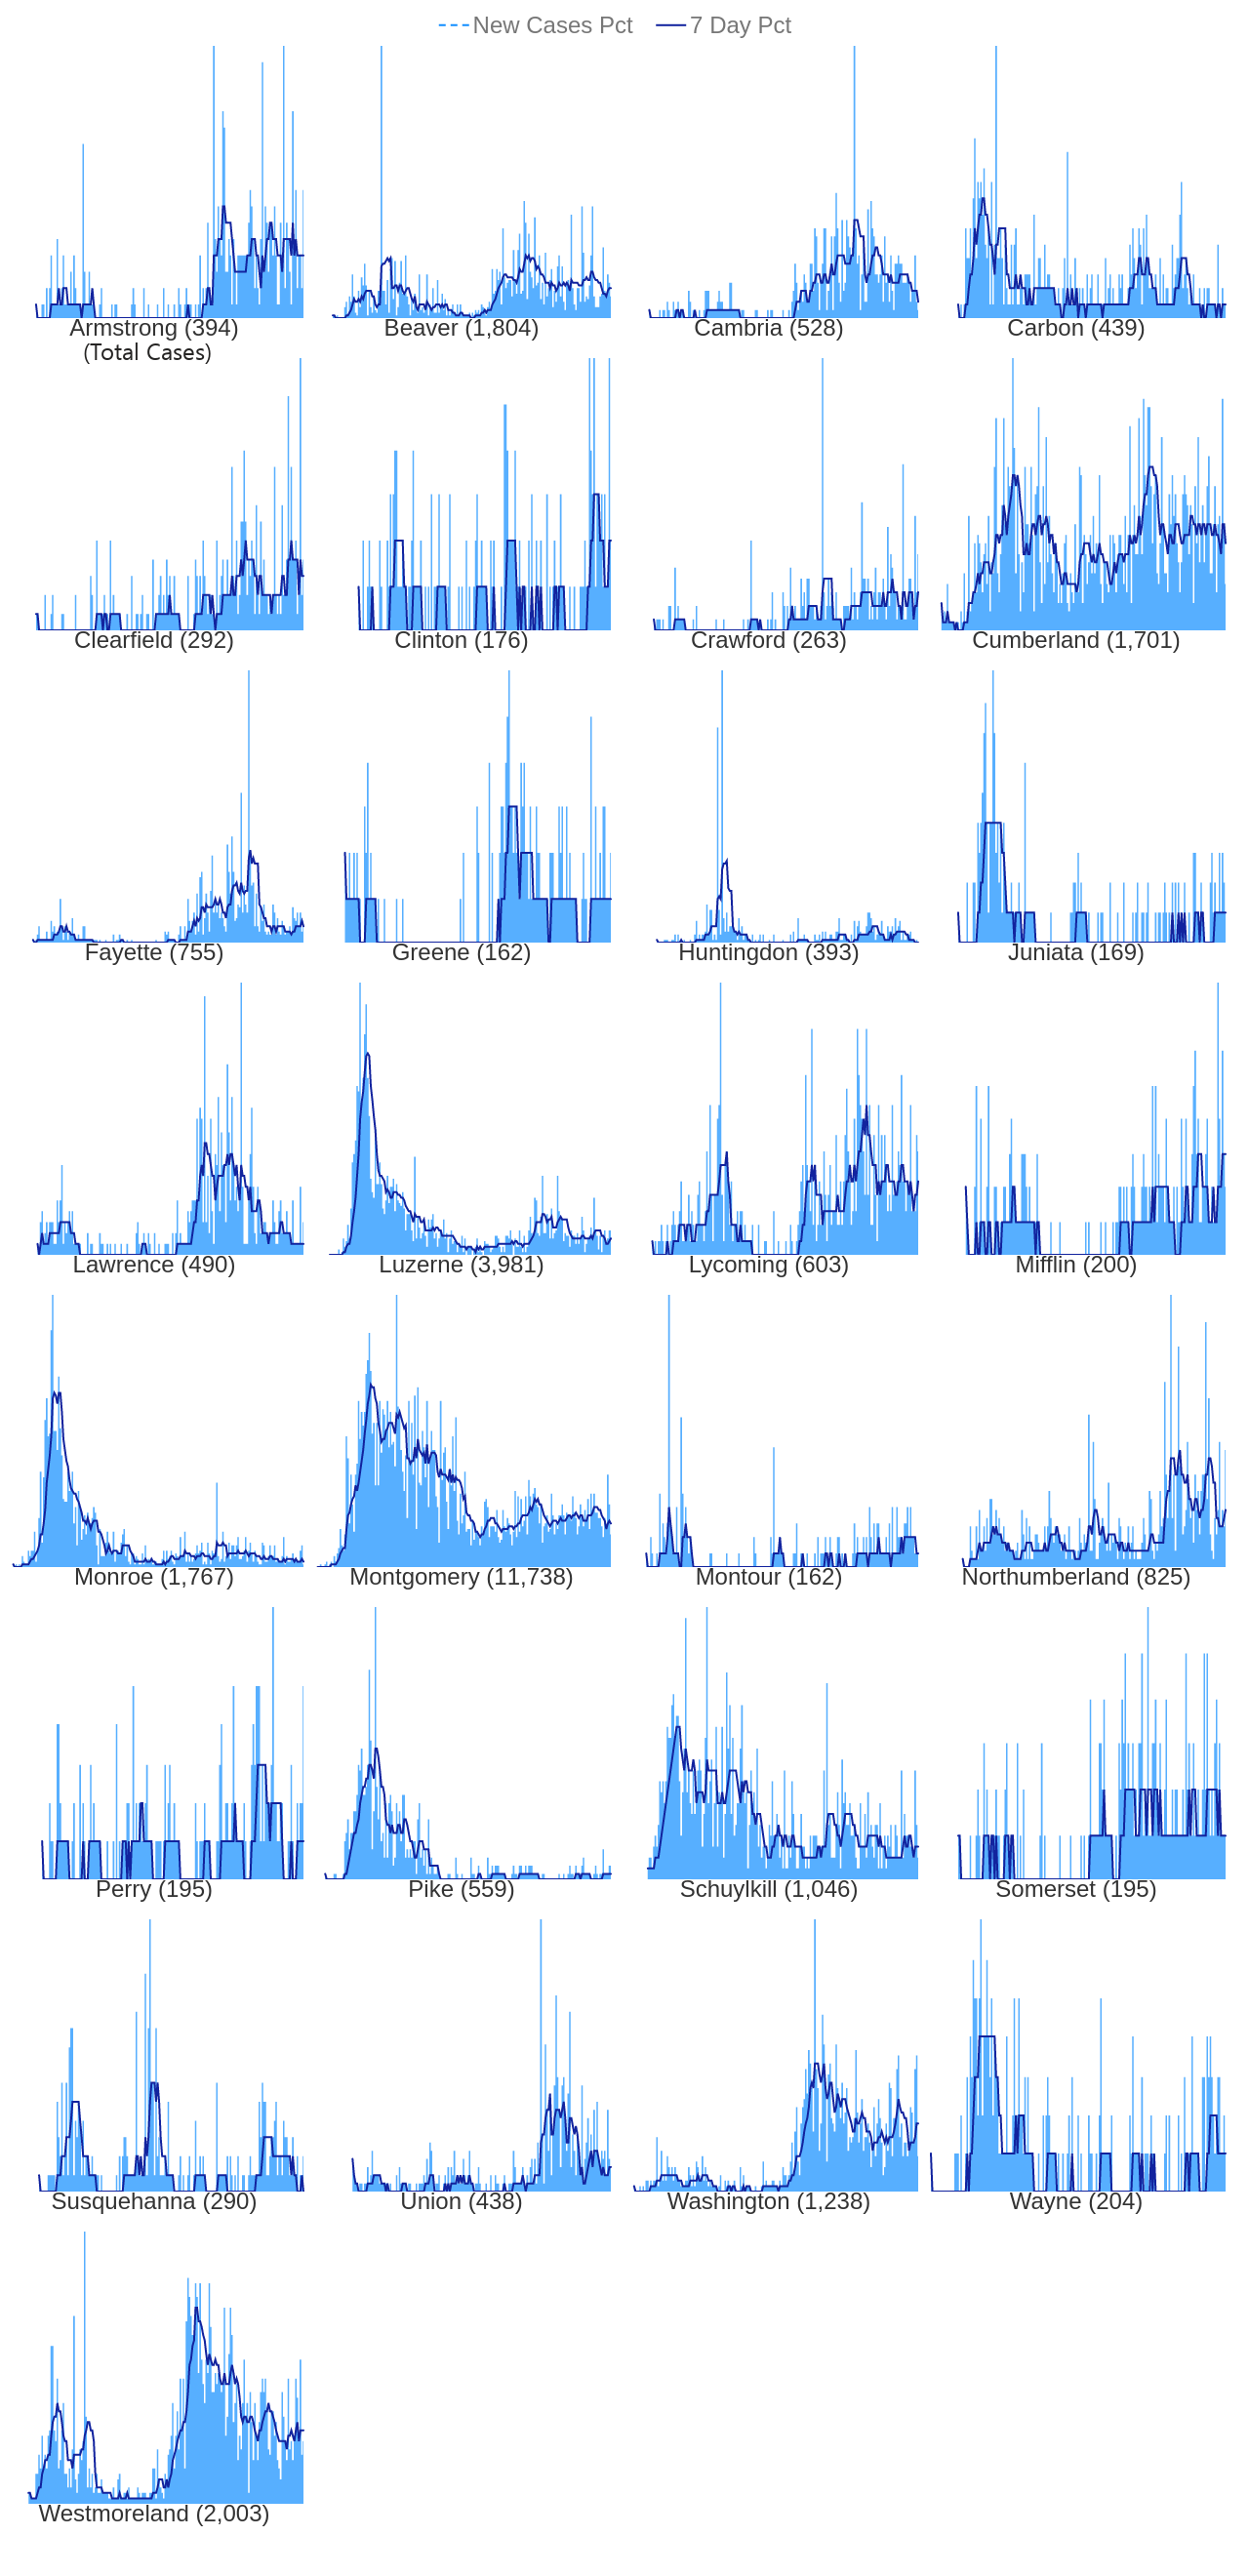 New Cases Pct 7 Day Pct
Armstrong (394) Beaver (1,804) Cambria (528) Carbon (439)
(Total Cases)
Clearfield (292) Clinton (176) Crawford (263) Cumberland (1,701)
Fayette (755) Greene (162) Huntingdon (393) Juniata (169)
Lawrence (490) Luzerne (3,981) Lycoming (603) Mifflin (200)
Monroe (1,767) Montgomery (11,738) Montour (162) Northumberland (825)
Perry (195) Pike (559) Schuylkill (1,046) Somerset (195)
Susquehanna (290) Union (438) Washington (1,238) Wayne (204)
Westmoreland (2,003)